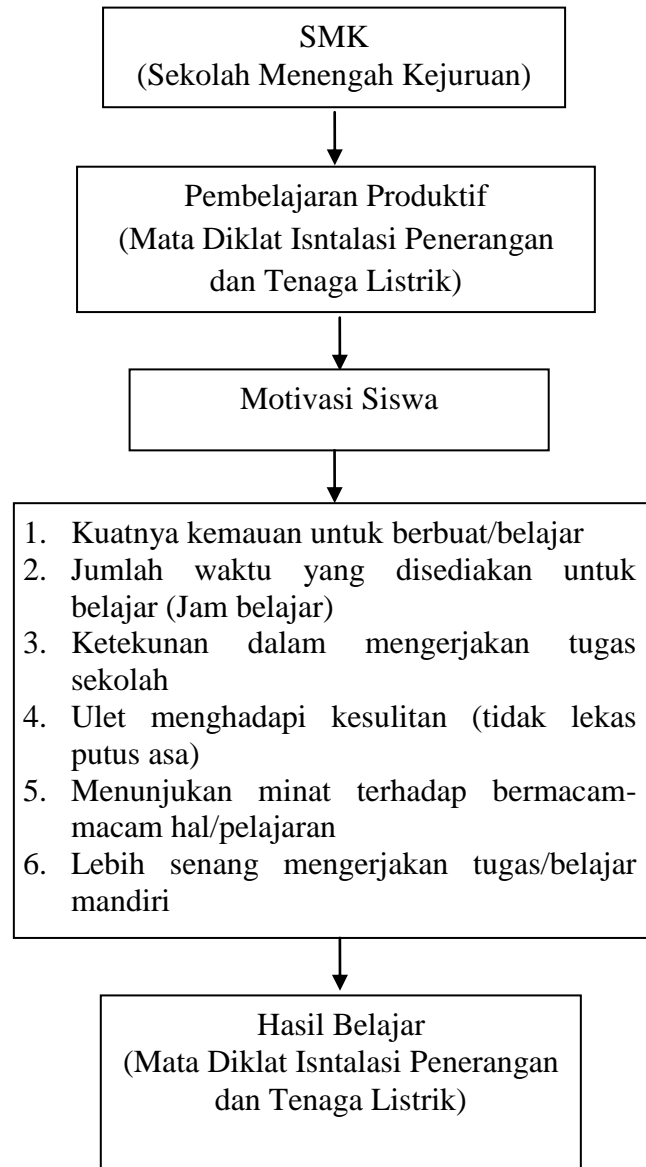 SMK
(Sekolah Menengah Kejuruan)
Pembelajaran Produktif
(Mata Diklat Isntalasi Penerangan
dan Tenaga Listrik)
Motivasi Siswa
1. Kuatnya kemauan untuk berbuat/belajar
2. Jumlah waktu yang disediakan untuk
belajar (Jam belajar)
3. Ketekunan dalam mengerjakan tugas
sekolah
4. Ulet menghadapi kesulitan (tidak lekas
putus asa)
5. Menunjukan minat terhadap bermacam-
macam hal/pelajaran
6. Lebih senang mengerjakan tugas/belajar
mandiri
Hasil Belajar
(Mata Diklat Isntalasi Penerangan
dan Tenaga Listrik)